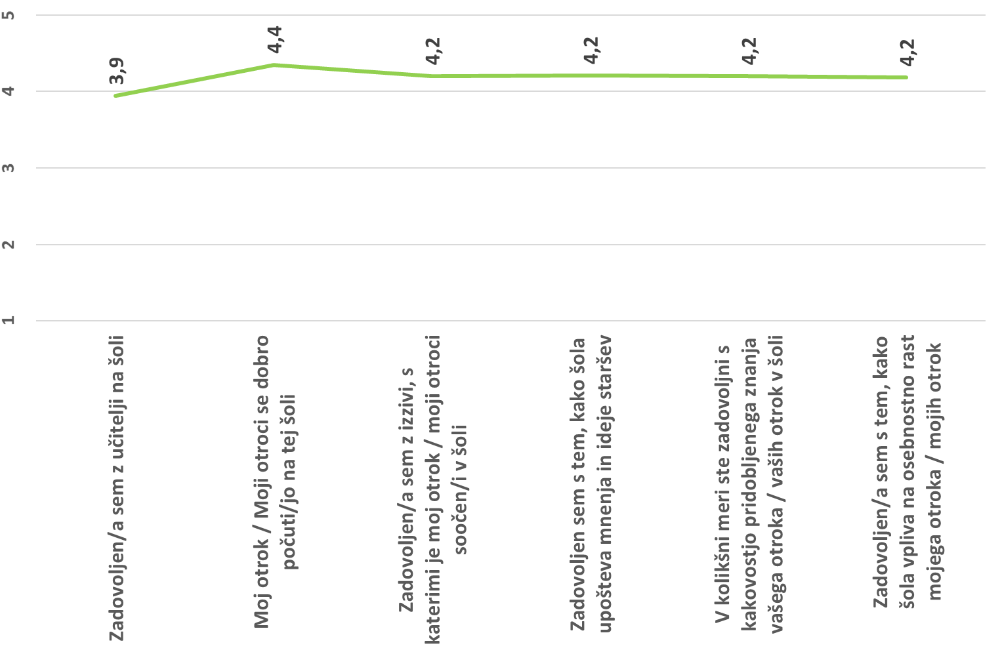 5
4
3
2
1
3,9
4,4
4,2
4,2
4,2
4,2
Zadovoljen/a sem z učitelji na šoli
Moj otrok / Moji otroci se dobro
počuti/jo na tej šoli
Zadovoljen/a sem z izzivi, s
katerimi je moj otrok / moji otroci
soočen/i v šoli
Zadovoljen sem s tem, kako šola
upošteva mnenja in ideje staršev
V kolikšni meri ste zadovoljni s
kakovostjo pridobljenega znanja
vašega otroka / vaših otrok v šoli
Zadovoljen/a sem s tem, kako
šola vpliva na osebnostno rast
mojega otroka / mojih otrok